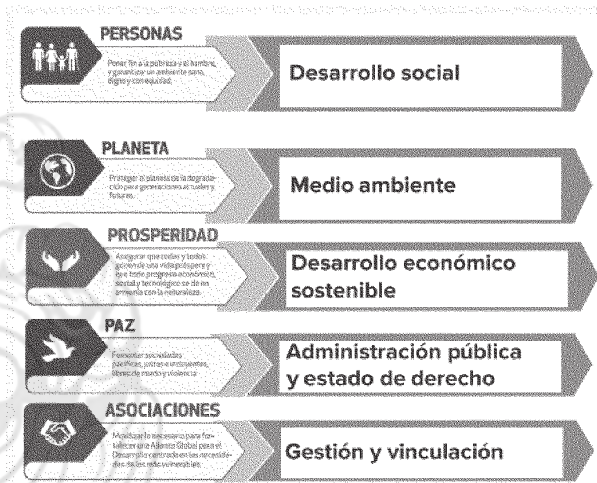 PERSONAS
Poner fin a la pobreza y el hambre,
y garantizar un ambiente sano,
digno y con equidad.
Desarrollo social
PLANETA
Proteger el planeta de la degrada-
ción para generaciones actuales y
futuras.
Medio ambiente
PROSPERIDAD
Asegurar que todas y todos
gocen de una vida próspera y
que todo progreso económico,
social y tecnológico se dé en
armonía con la naturaleza.
Desarrollo económico
sostenible
PAZ
Fomentar sociedades
pacíficas, justas e incluyentes,
libres de miedo y violencia.
Administración pública
y estado de derecho
ASOCIACIONES
Movilizar lo necesario para for-
talecer una Alianza Global para el
Desarrollo centrada en las necesida-
des de los más vulnerables.
Gestión y vinculación